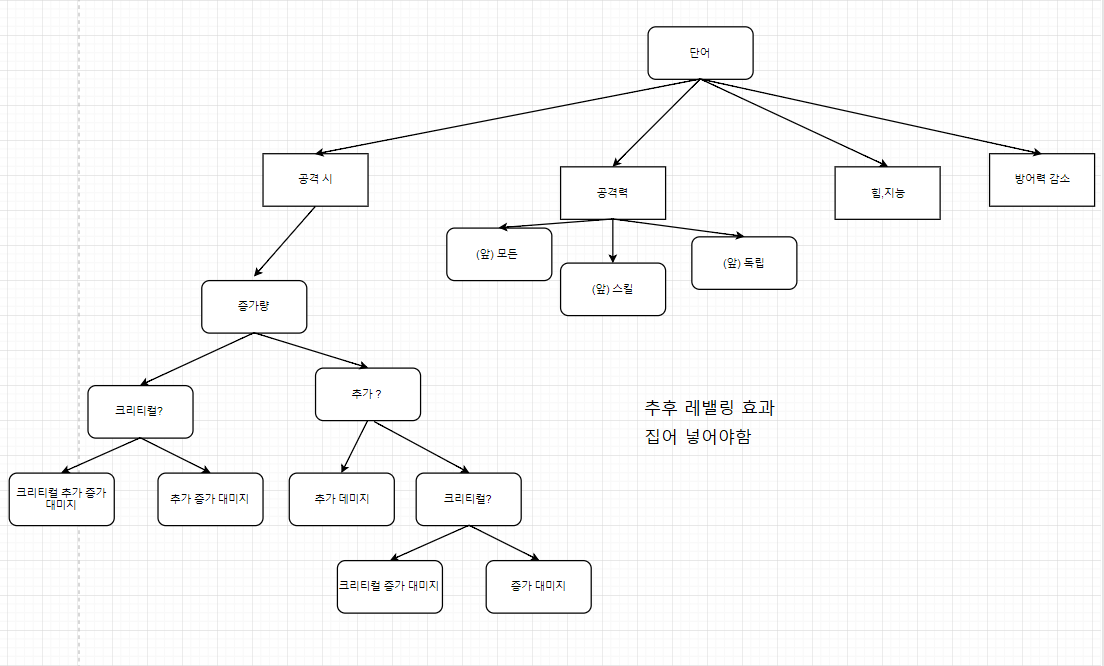 단어
공격 시
공격력
힘,지능
방어력 감소
(앞) 모든
(앞) 스킬
(앞) 독립
증가량
크리티컬?
추가 ?
추후 레밸링 효과
집어 넣어야함
크리티컬 추가 증가
대미지
추가 증가 대미지
추가 데미지
크리티컬?
크리티컬 증가 대미지
증가 대미지